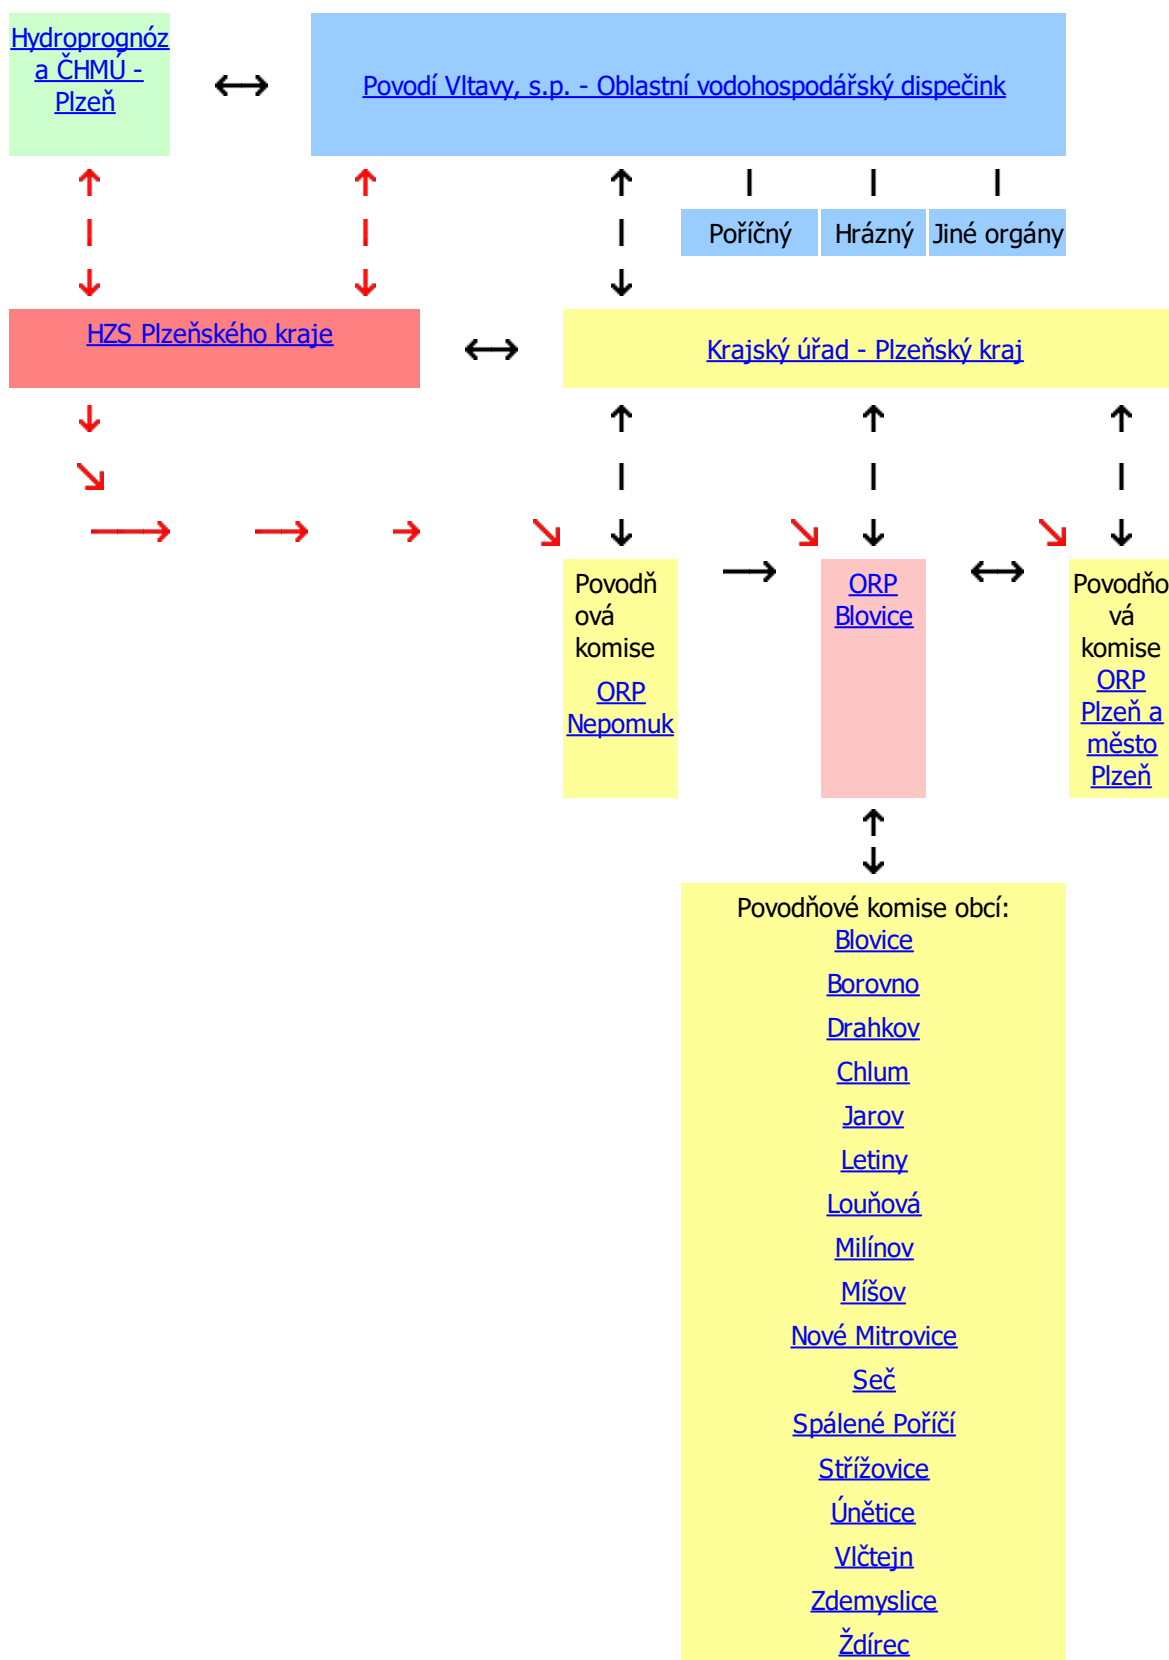 Hydroprognóz
a ČHMÚ -
Plzeň
Povodí Vltavy, s.p. - Oblastní vodohospodářský dispečink
Poříčný
Hrázný
Jiné orgány
HZS Plzeňského kraje
Krajský úřad - Plzeňský kraj
Povodň
ová
komise
ORP
Nepomuk
ORP
Blovice
Povodňo
vá
komise
ORP
Plzeň a
město
Plzeň
Povodňové komise obcí:
Blovice
Borovno
Drahkov
Chlum
Jarov
Letiny
Louňová
Milínov
Míšov
Nové Mitrovice
Seč
Spálené Poříčí
Střížovice
Únětice
Vlčtejn
Zdemyslice
Ždírec